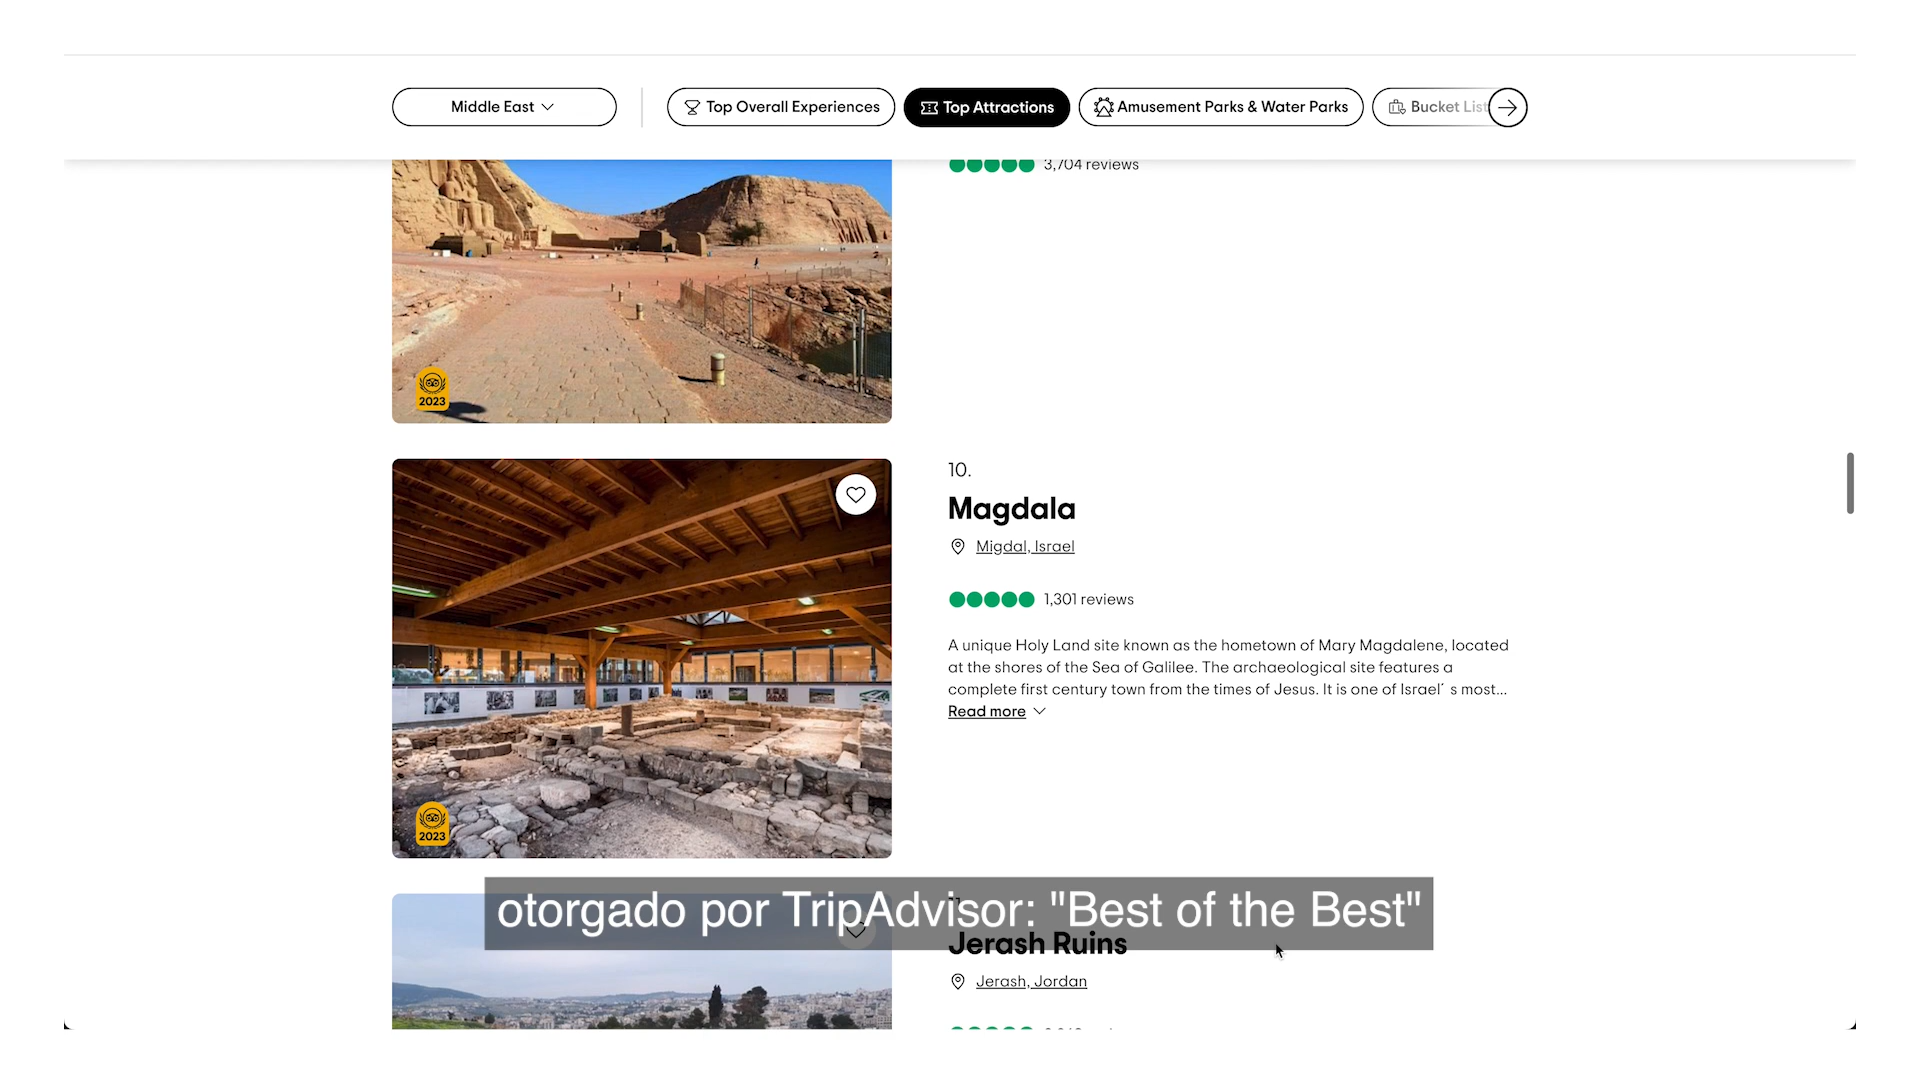 Middle East
Top Overall Experiences
Top Attractions
Amusement Parks & Water Parks
Bucket List
3,704 reviews
2023
10.
Magdala
Migdal, Israel
1,301 reviews
A unique Holy Land site known as the hometown of Mary Magdalene, located
at the shores of the Sea of Galilee. The archaeological site features a
complete first century town from the times of Jesus. It is one of Israel´ s most...
Read more
2023
otorgado por TripAdvisor: "Best of the Best"
Jerash Ruins
Jerash, Jordan